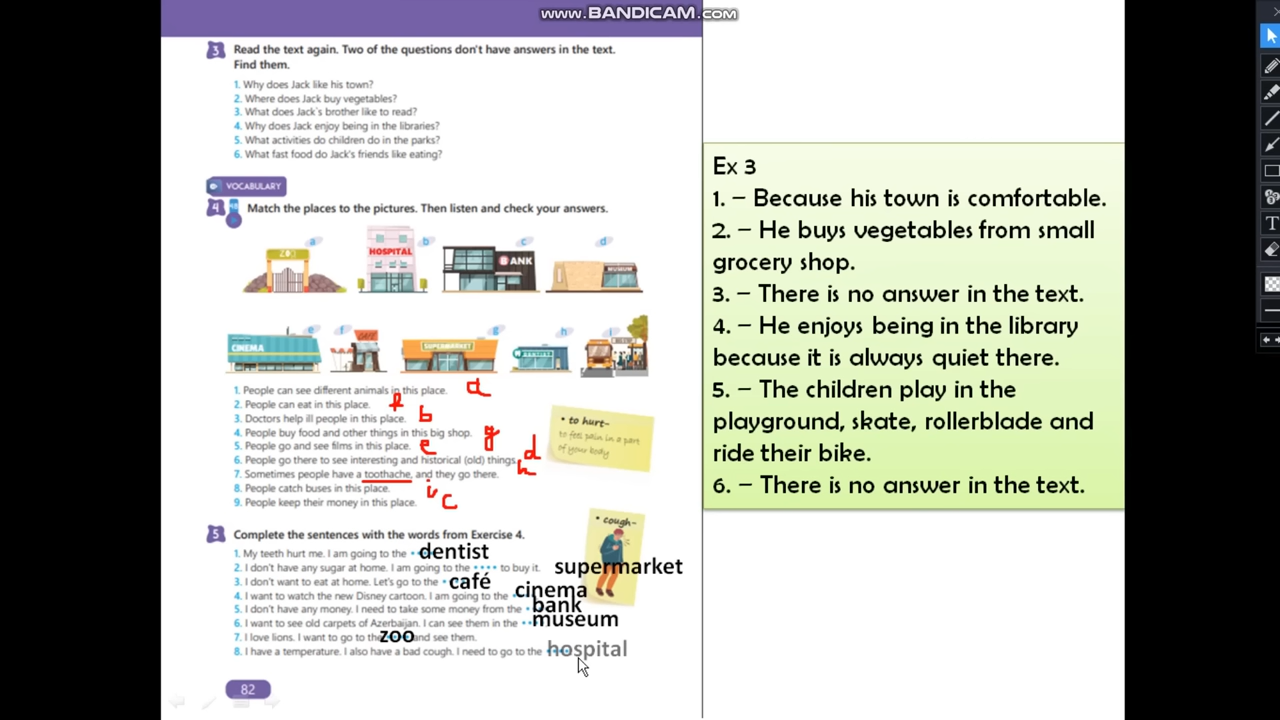 www.BANDICAM.com
3 Read the text again. Two of the questions don't have answers in the text.
Find them.
1. Why does Jack like his town?
2. Where does Jack buy vegetables?
3. What does Jack's brother like to read?
4. Why does Jack enjoy being in the libraries?
5. What activities do children do in the parks?
6. What fast food do Jack's friends like eating?
VOCABULARY
4 Match the places to the pictures. Then listen and check your answers.
a b c d
ZOO
HOSPITAL
BANK
MUSEUM
e f g h i
CINEMA
CAFE
SUPERMARKET
DENTIST
1. People can see different animals in this place. a
2. People can eat in this place. f
3. Doctors help ill people in this place. b
4. People buy food and other things in this big shop. g
5. People go and see films in this place. e
6. People go there to see interesting and historical (old) things. d
7. Sometimes people have a toothache, and they go there. h
8. People catch buses in this place. i
9. People keep their money in this place. c
• to hurt–
to feel pain in a part
of your body
5 Complete the sentences with the words from Exercise 4.
1. My teeth hurt me. I am going to the • dentist
2. I don't have any sugar at home. I am going to the •••• to buy it. supermarket
3. I don't want to eat at home. Let's go to the • café
4. I want to watch the new Disney cartoon. I am going to the cinema
5. I don't have any money. I need to take some money from the • bank
6. I want to see old carpets of Azerbaijan. I can see them in the •• museum
7. I love lions. I want to go to the zoo and see them.
8. I have a temperature. I also have a bad cough. I need to go to the •••• hospital
• cough–
82
Ex 3
1. – Because his town is comfortable.
2. – He buys vegetables from small
grocery shop.
3. – There is no answer in the text.
4. – He enjoys being in the library
because it is always quiet there.
5. – The children play in the
playground, skate, rollerblade and
ride their bike.
6. – There is no answer in the text.